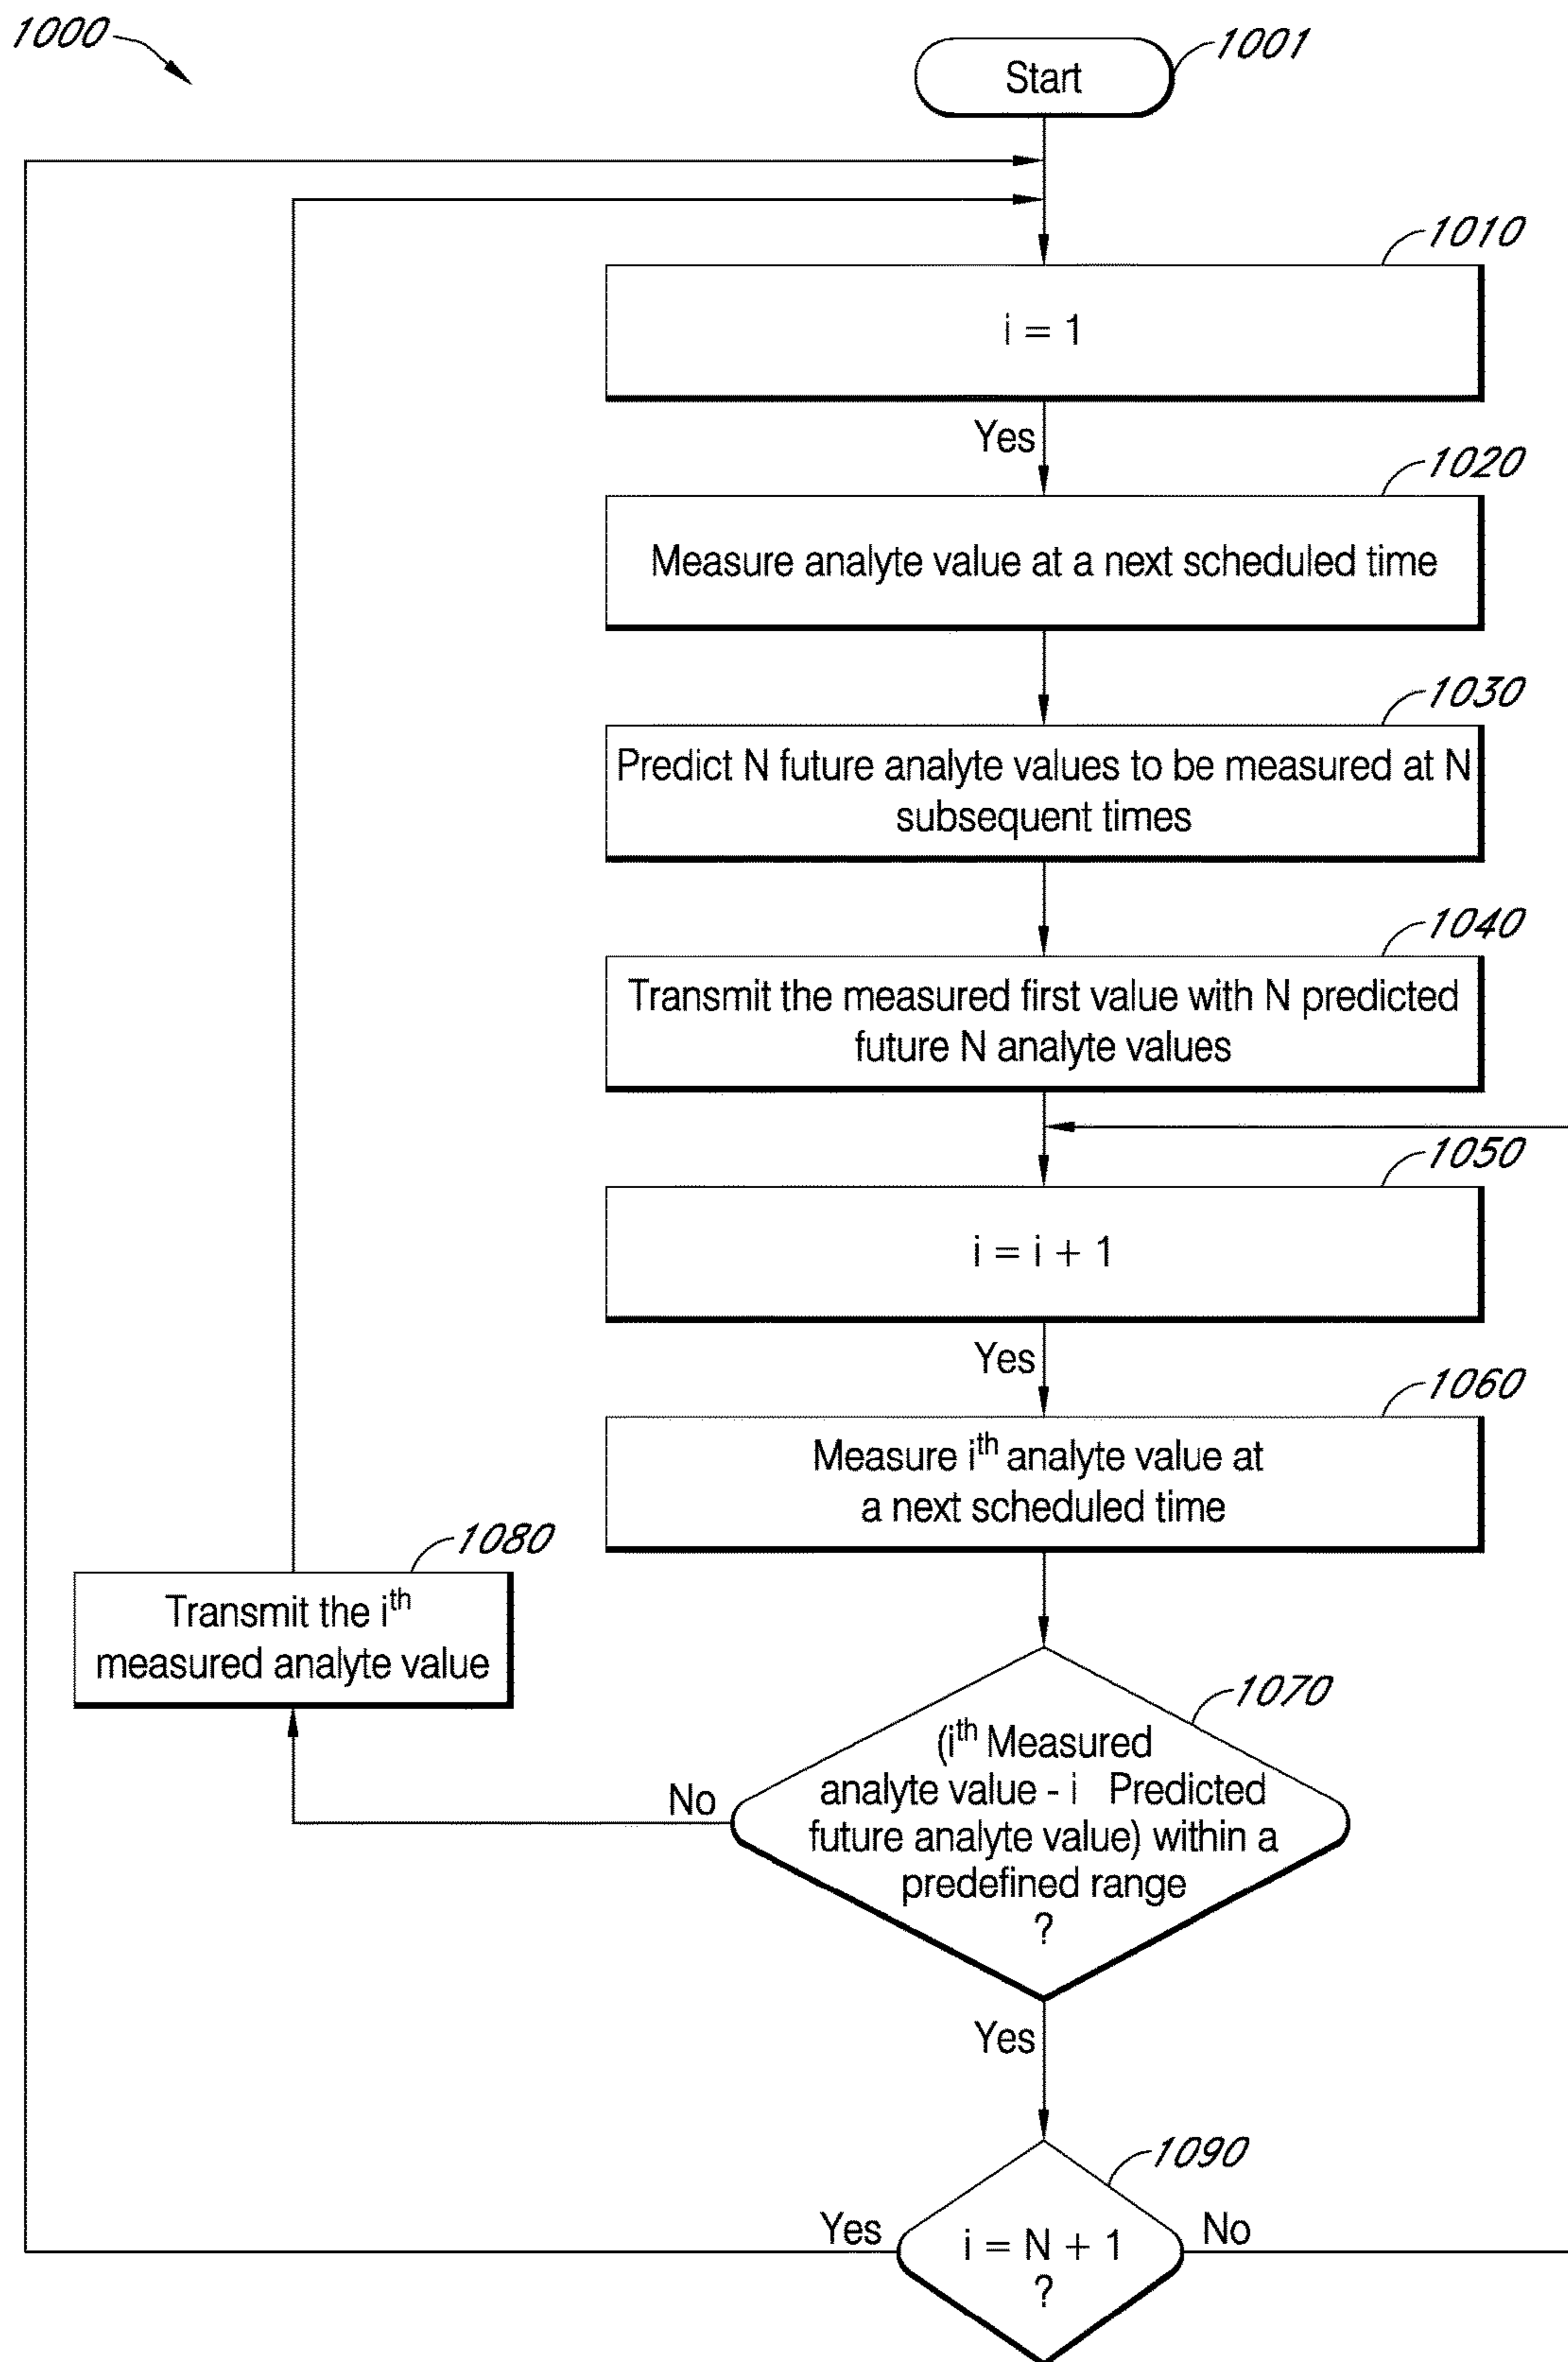 1000
Start
1001
1010
i = 1
Yes
1020
Measure analyte value at a next scheduled time
1030
Predict N future analyte values to be measured at N
subsequent times
1040
Transmit the measured first value with N predicted
future N analyte values
1050
i = i + 1
Yes
1060
Measure iᵗʰ analyte value at
a next scheduled time
1080
Transmit the iᵗʰ
measured analyte value
1070
(iᵗʰ Measured
analyte value - i Predicted
future analyte value) within a
predefined range
?
No
Yes
1090
i = N + 1
?
Yes
No